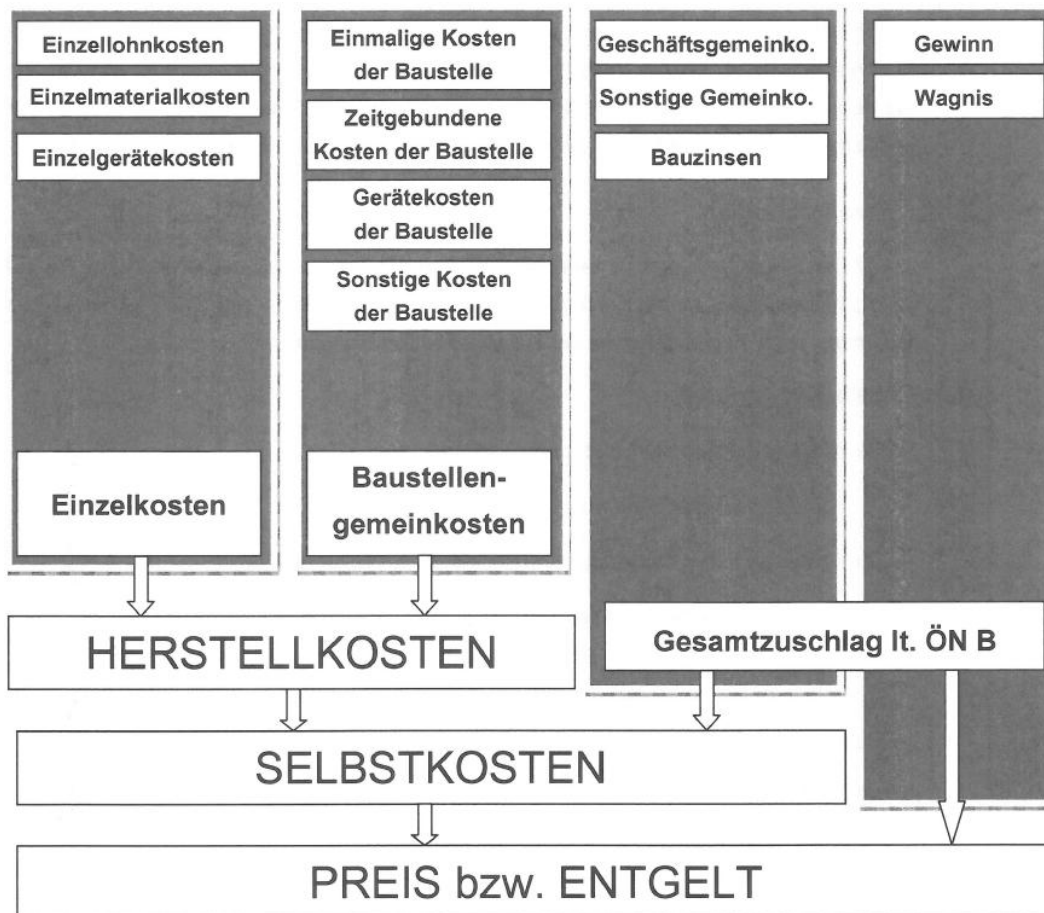 Einzellohnkosten
Einzelmaterialkosten
Einzelgerätekosten
Einzelkosten
Einmalige Kosten
der Baustelle
Zeitgebundene
Kosten der Baustelle
Gerätekosten
der Baustelle
Sonstige Kosten
der Baustelle
Baustellen-
gemeinkosten
Geschäftsgemeinko.
Sonstige Gemeinko.
Bauzinsen
Gewinn
Wagnis
Gesamtzuschlag lt. ÖN B
HERSTELLKOSTEN
SELBSTKOSTEN
PREIS bzw. ENTGELT